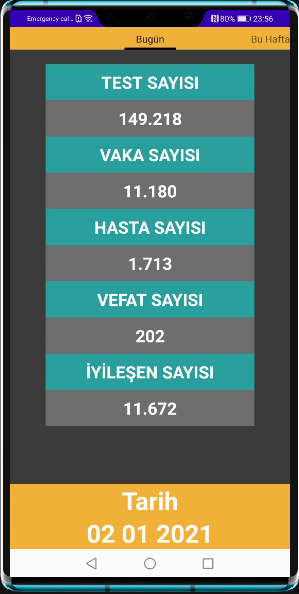 Emergency cal... 80% 23:56
Bugün Bu Hafta
TEST SAYISI
149.218
VAKA SAYISI
11.180
HASTA SAYISI
1.713
VEFAT SAYISI
202
İYİLEŞEN SAYISI
11.672
Tarih
02 01 2021